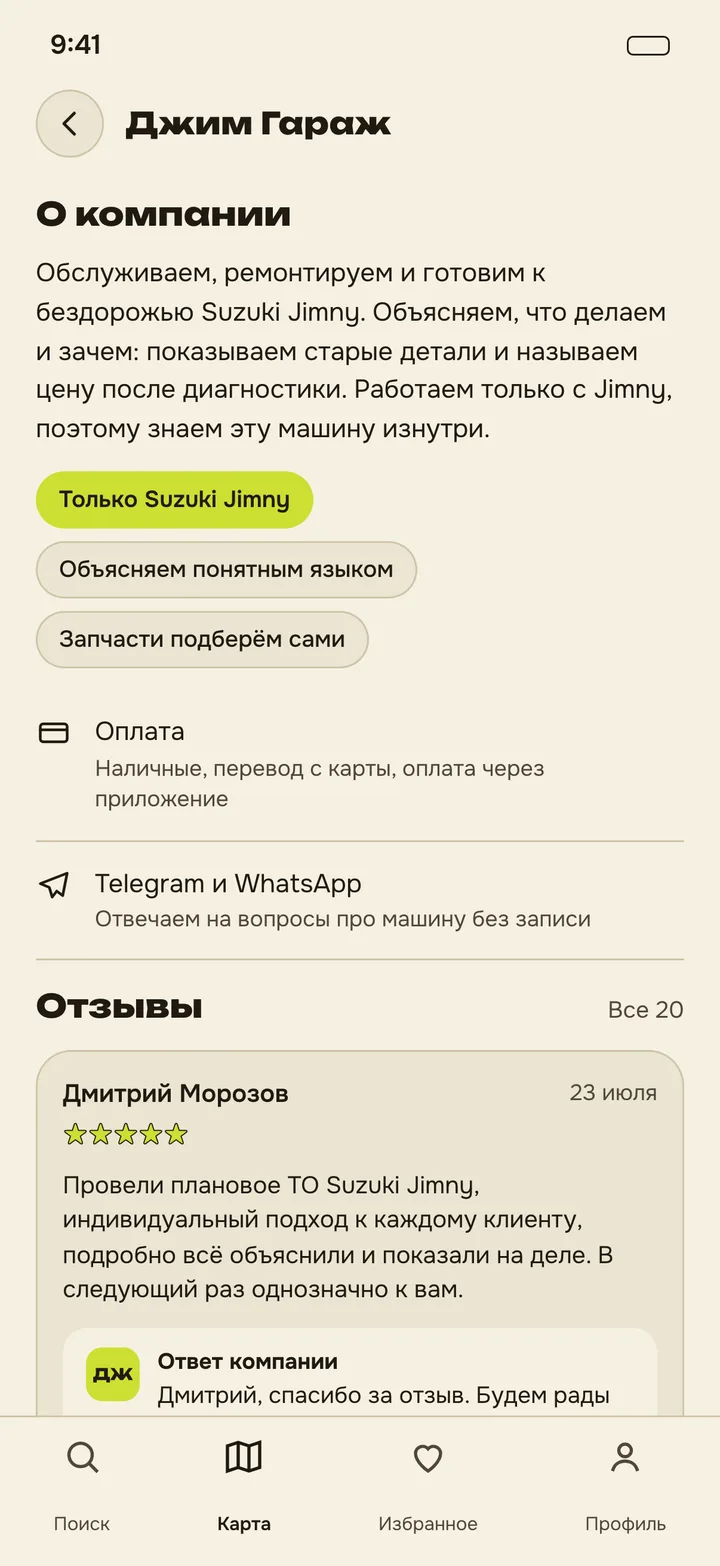 9:41
Джим Гараж
О компании
Обслуживаем, ремонтируем и готовим к
бездорожью Suzuki Jimny. Объясняем, что делаем
и зачем: показываем старые детали и называем
цену после диагностики. Работаем только с Jimny,
поэтому знаем эту машину изнутри.
Только Suzuki Jimny
Объясняем понятным языком
Запчасти подберём сами
Оплата
Наличные, перевод с карты, оплата через
приложение
Telegram и WhatsApp
Отвечаем на вопросы про машину без записи
Отзывы
Все 20
Дмитрий Морозов
23 июля
Провели плановое ТО Suzuki Jimny,
индивидуальный подход к каждому клиенту,
подробно всё объяснили и показали на деле. В
следующий раз однозначно к вам.
дж
Ответ компании
Дмитрий, спасибо за отзыв. Будем рады
Поиск
Карта
Избранное
Профиль